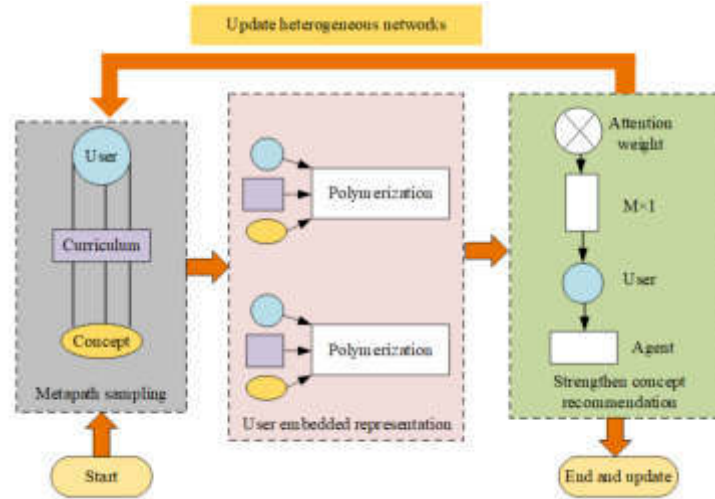 Update heterogeneous networks
User
Curriculum
Concept
Metapath sampling
Start
Polymerization
Polymerization
User embedded representation
Attention
weight
M×1
User
Agent
Strengthen concept
recommendation
End and update